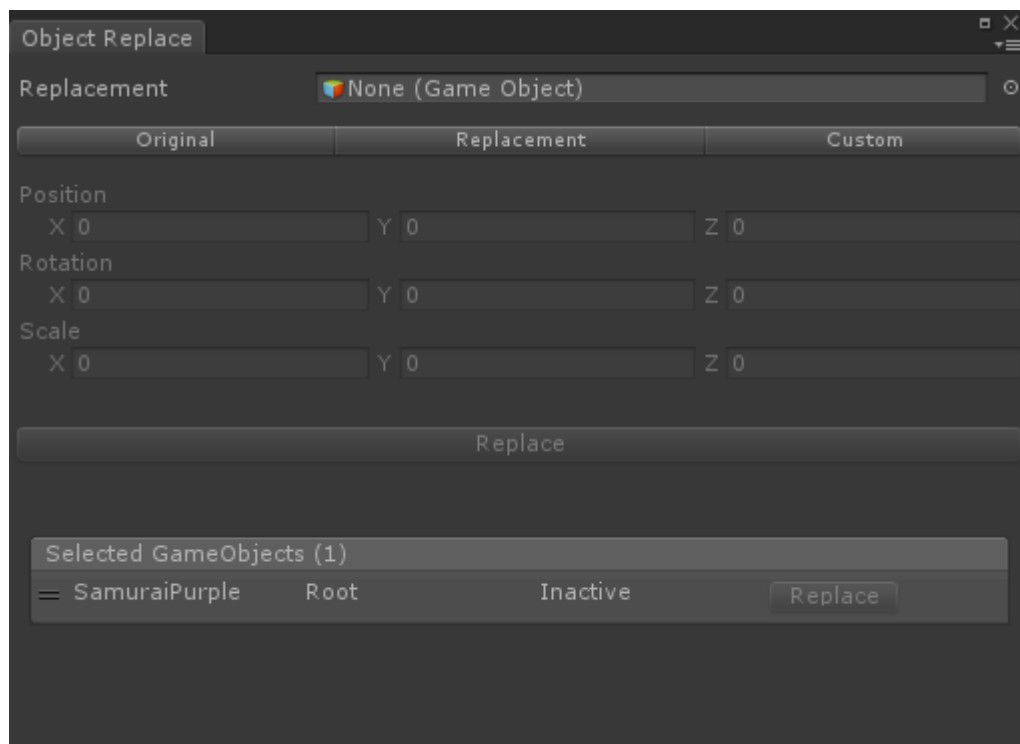 Object Replace
Replacement None (Game Object)
Original Replacement Custom
Position
X 0 Y 0 Z 0
Rotation
X 0 Y 0 Z 0
Scale
X 0 Y 0 Z 0
Replace
Selected GameObjects (1)
SamuraiPurple Root Inactive Replace